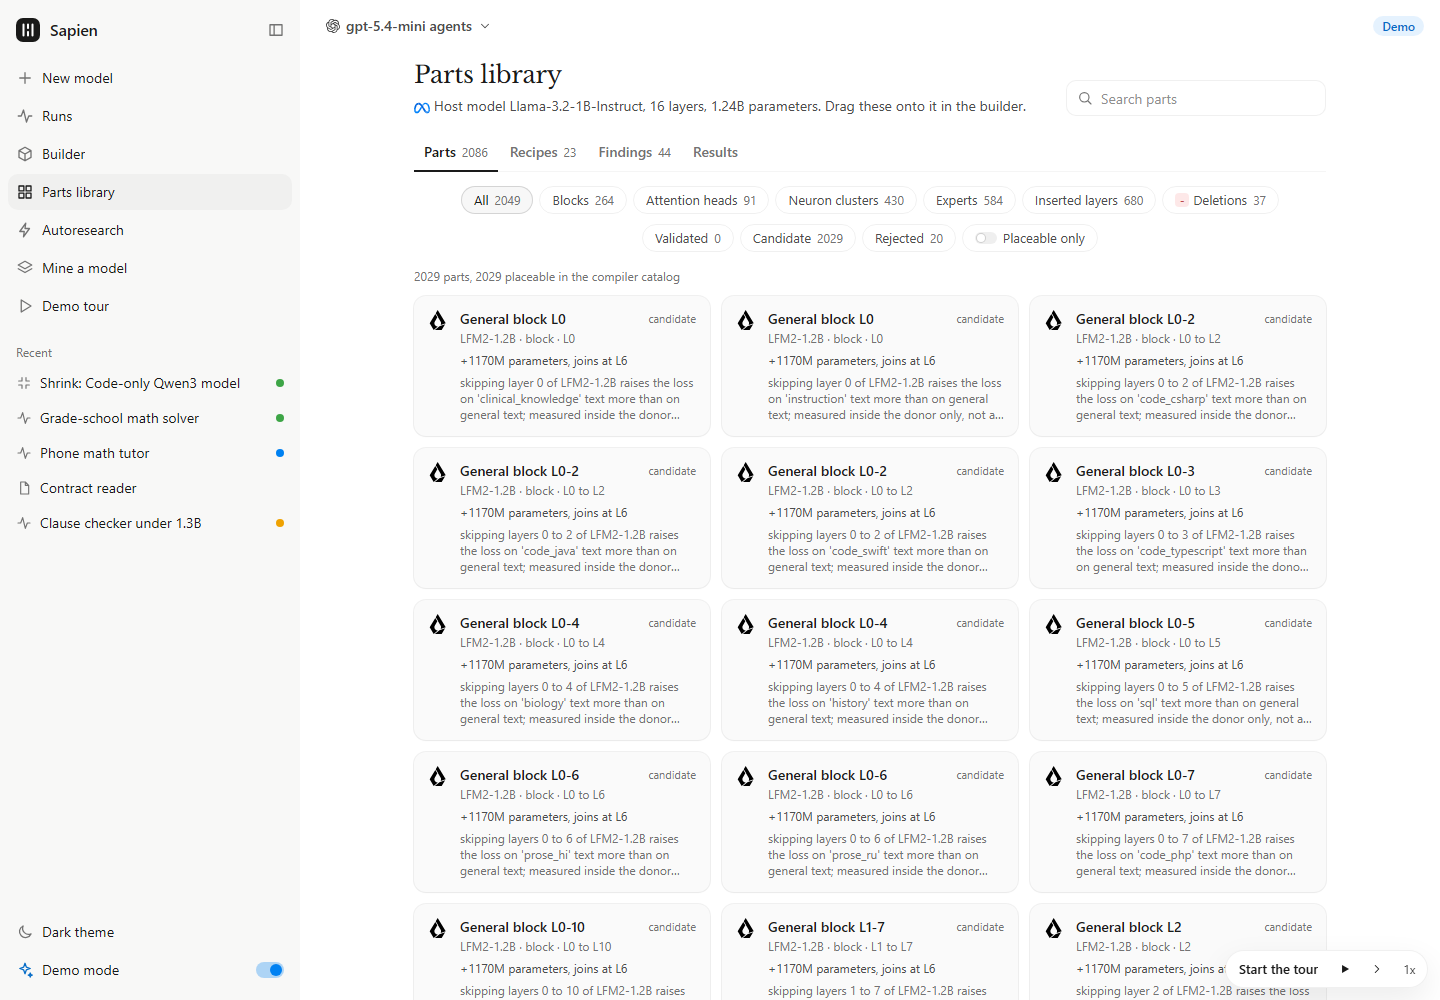 Sapien
New model
Runs
Builder
Parts library
Autoresearch
Mine a model
Demo tour
Recent
Shrink: Code-only Qwen3 model
Grade-school math solver
Phone math tutor
Contract reader
Clause checker under 1.3B
Dark theme
Demo mode
gpt-5.4-mini agents
Demo
Parts library
Host model Llama-3.2-1B-Instruct, 16 layers, 1.24B parameters. Drag these onto it in the builder.
Search parts
Parts 2086 Recipes 23 Findings 44 Results
All 2049 Blocks 264 Attention heads 91 Neuron clusters 430 Experts 584 Inserted layers 680 - Deletions 37
Validated 0 Candidate 2029 Rejected 20 Placeable only
2029 parts, 2029 placeable in the compiler catalog
General block L0 candidate
LFM2-1.2B · block · L0
+1170M parameters, joins at L6
skipping layer 0 of LFM2-1.2B raises the loss
on 'clinical_knowledge' text more than on
general text; measured inside the donor...
General block L0 candidate
LFM2-1.2B · block · L0
+1170M parameters, joins at L6
skipping layer 0 of LFM2-1.2B raises the loss
on 'instruction' text more than on general
text; measured inside the donor only, not a...
General block L0-2 candidate
LFM2-1.2B · block · L0 to L2
+1170M parameters, joins at L6
skipping layers 0 to 2 of LFM2-1.2B raises
the loss on 'code_csharp' text more than on
general text; measured inside the donor...
General block L0-2 candidate
LFM2-1.2B · block · L0 to L2
+1170M parameters, joins at L6
skipping layers 0 to 2 of LFM2-1.2B raises
the loss on 'code_java' text more than on
general text; measured inside the donor...
General block L0-2 candidate
LFM2-1.2B · block · L0 to L2
+1170M parameters, joins at L6
skipping layers 0 to 2 of LFM2-1.2B raises
the loss on 'code_swift' text more than on
general text; measured inside the donor...
General block L0-3 candidate
LFM2-1.2B · block · L0 to L3
+1170M parameters, joins at L6
skipping layers 0 to 3 of LFM2-1.2B raises
the loss on 'code_typescript' text more than
on general text; measured inside the dono...
General block L0-4 candidate
LFM2-1.2B · block · L0 to L4
+1170M parameters, joins at L6
skipping layers 0 to 4 of LFM2-1.2B raises
the loss on 'biology' text more than on
general text; measured inside the donor...
General block L0-4 candidate
LFM2-1.2B · block · L0 to L4
+1170M parameters, joins at L6
skipping layers 0 to 4 of LFM2-1.2B raises
the loss on 'history' text more than on
general text; measured inside the donor...
General block L0-5 candidate
LFM2-1.2B · block · L0 to L5
+1170M parameters, joins at L6
skipping layers 0 to 5 of LFM2-1.2B raises
the loss on 'sql' text more than on general
text; measured inside the donor only, not a...
General block L0-6 candidate
LFM2-1.2B · block · L0 to L6
+1170M parameters, joins at L6
skipping layers 0 to 6 of LFM2-1.2B raises
the loss on 'prose_hi' text more than on
general text; measured inside the donor...
General block L0-6 candidate
LFM2-1.2B · block · L0 to L6
+1170M parameters, joins at L6
skipping layers 0 to 6 of LFM2-1.2B raises
the loss on 'prose_ru' text more than on
general text; measured inside the donor...
General block L0-7 candidate
LFM2-1.2B · block · L0 to L7
+1170M parameters, joins at L6
skipping layers 0 to 7 of LFM2-1.2B raises
the loss on 'code_php' text more than on
general text; measured inside the donor...
General block L0-10 candidate
LFM2-1.2B · block · L0 to L10
+1170M parameters, joins at L6
skipping layers 0 to 10 of LFM2-1.2B raises
General block L1-7 candidate
LFM2-1.2B · block · L1 to L7
+1170M parameters, joins at L6
skipping layers 1 to 7 of LFM2-1.2B raises
General block L2 candidate
LFM2-1.2B · block · L2
+1170M parameters, joins
skipping layer 2 of LFM2-1.2B raises the loss
Start the tour 1x